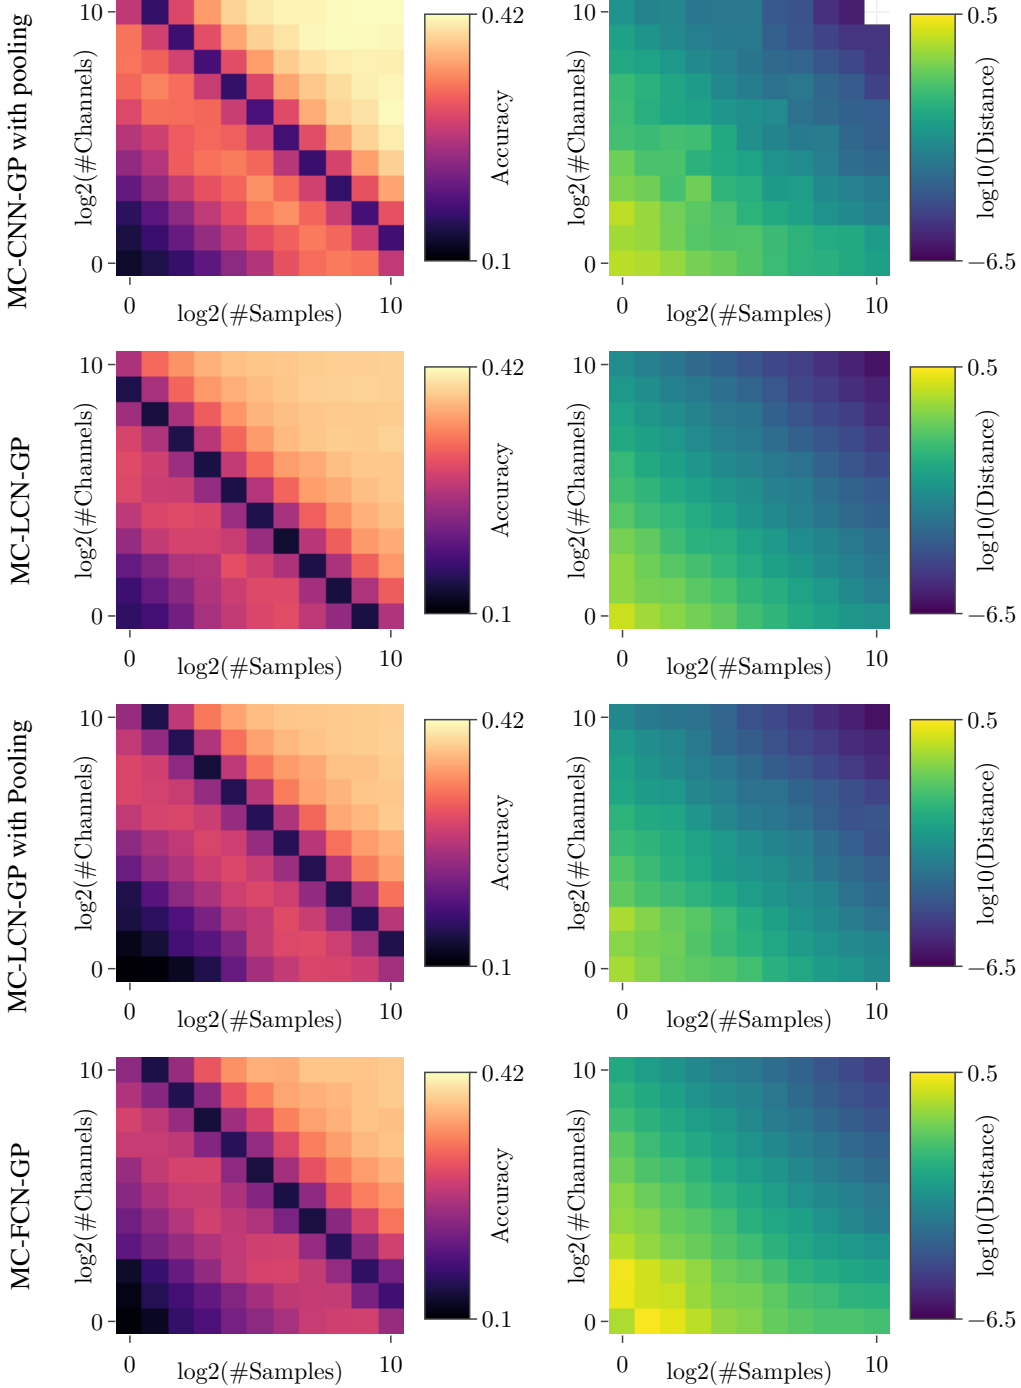 MC-CNN-GP with pooling
log2(#Channels)
10
0
0
10
log2(#Samples)
0.42
0.1
Accuracy
10
0
log2(#Channels)
0
10
log2(#Samples)
0.5
−6.5
log10(Distance)
MC-LCN-GP
log2(#Channels)
10
0
0
10
log2(#Samples)
0.42
0.1
Accuracy
10
0
log2(#Channels)
0
10
log2(#Samples)
0.5
−6.5
log10(Distance)
MC-LCN-GP with Pooling
log2(#Channels)
10
0
0
10
log2(#Samples)
0.42
0.1
Accuracy
10
0
log2(#Channels)
0
10
log2(#Samples)
0.5
−6.5
log10(Distance)
MC-FCN-GP
log2(#Channels)
10
0
0
10
log2(#Samples)
0.42
0.1
Accuracy
10
0
log2(#Channels)
0
10
log2(#Samples)
0.5
−6.5
log10(Distance)